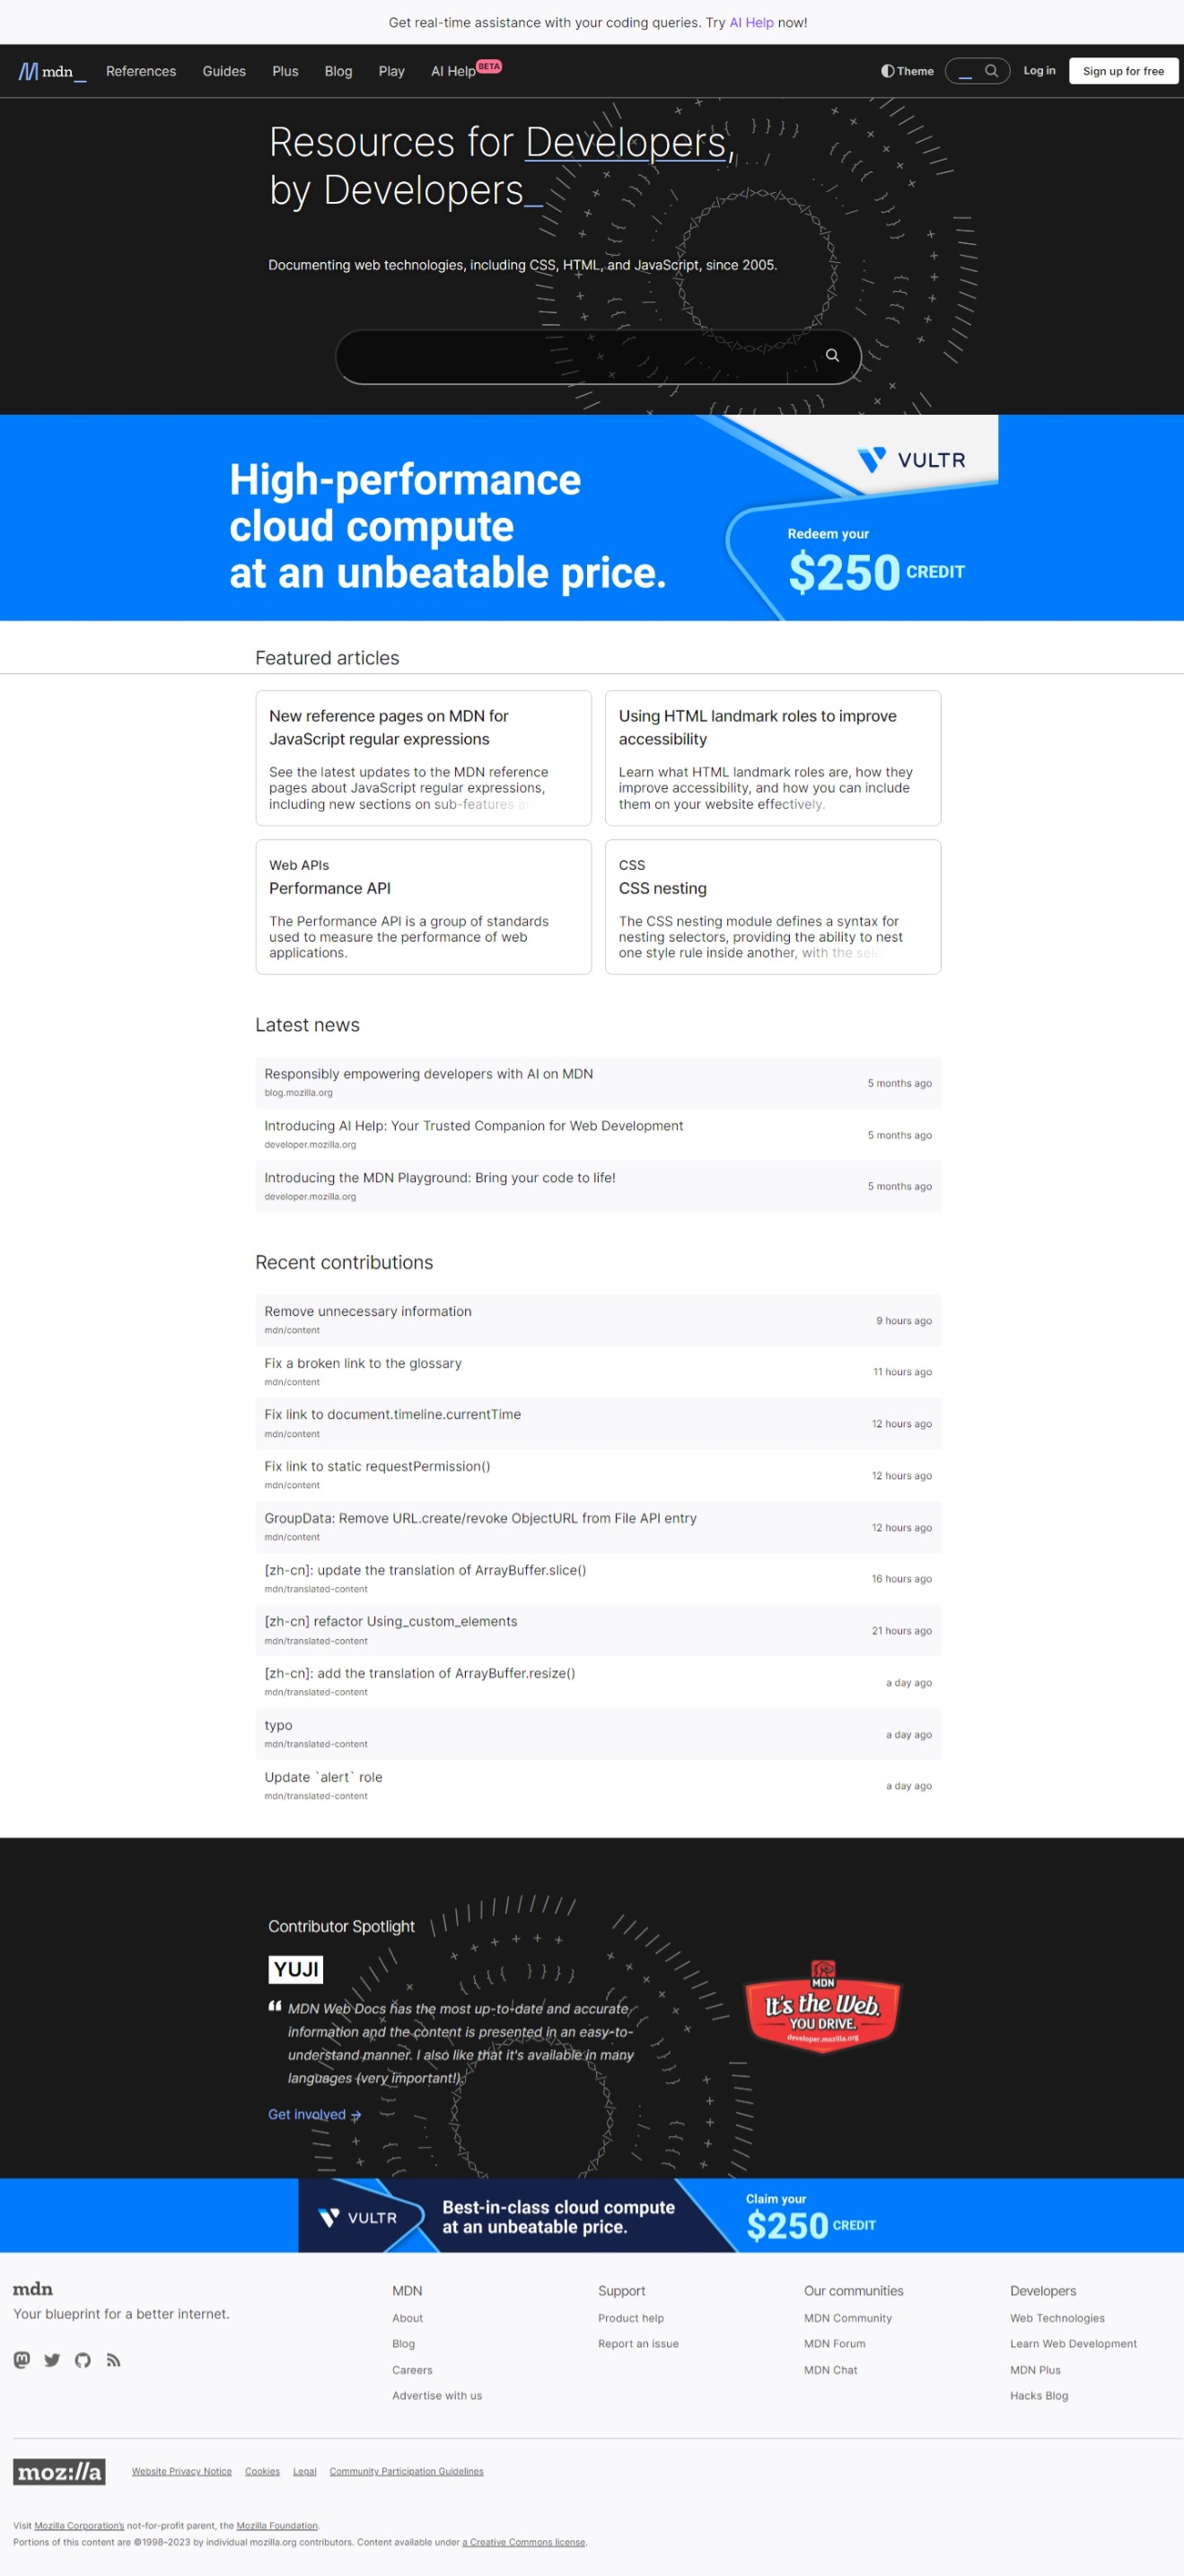 Get real-time assistance with your coding queries. Try AI Help now!
mdn_
References
Guides
Plus
Blog
Play
AI Help BETA
Theme
Log in
Sign up for free
Resources for Developers,
by Developers_
Documenting web technologies, including CSS, HTML, and JavaScript, since 2005.
High-performance
cloud compute
at an unbeatable price.
VULTR
Redeem your
$250 CREDIT
Featured articles
New reference pages on MDN for
JavaScript regular expressions
See the latest updates to the MDN reference
pages about JavaScript regular expressions,
including new sections on sub-features
Using HTML landmark roles to improve
accessibility
Learn what HTML landmark roles are, how they
improve accessibility, and how you can include
them on your website effectively.
Web APIs
Performance API
The Performance API is a group of standards
used to measure the performance of web
applications.
CSS
CSS nesting
The CSS nesting module defines a syntax for
nesting selectors, providing the ability to nest
one style rule inside another, with the
Latest news
Responsibly empowering developers with AI on MDN
blog.mozilla.org
5 months ago
Introducing AI Help: Your Trusted Companion for Web Development
developer.mozilla.org
5 months ago
Introducing the MDN Playground: Bring your code to life!
developer.mozilla.org
5 months ago
Recent contributions
Remove unnecessary information
mdn/content
9 hours ago
Fix a broken link to the glossary
mdn/content
11 hours ago
Fix link to document.timeline.currentTime
mdn/content
12 hours ago
Fix link to static requestPermission()
mdn/content
12 hours ago
GroupData: Remove URL.create/revoke ObjectURL from File API entry
mdn/content
12 hours ago
[zh-cn]: update the translation of ArrayBuffer.slice()
mdn/translated-content
16 hours ago
[zh-cn] refactor Using_custom_elements
mdn/translated-content
21 hours ago
[zh-cn]: add the translation of ArrayBuffer.resize()
mdn/translated-content
a day ago
typo
mdn/translated-content
a day ago
Update `alert` role
mdn/translated-content
a day ago
Contributor Spotlight
YUJI
“ MDN Web Docs has the most up-to-date and accurate
information and the content is presented in an easy-to-
understand manner. I also like that it's available in many
languages (very important!).
Get involved →
MDN
It's the Web.
YOU DRIVE.
developer.mozilla.org
VULTR
Best-in-class cloud compute
at an unbeatable price.
Claim your
$250 CREDIT
mdn
Your blueprint for a better internet.
MDN
About
Blog
Careers
Advertise with us
Support
Product help
Report an issue
Our communities
MDN Community
MDN Forum
MDN Chat
Developers
Web Technologies
Learn Web Development
MDN Plus
Hacks Blog
moz://a
Website Privacy Notice
Cookies
Legal
Community Participation Guidelines
Visit Mozilla Corporation's not-for-profit parent, the Mozilla Foundation.
Portions of this content are ©1998–2023 by individual mozilla.org contributors. Content available under a Creative Commons license.